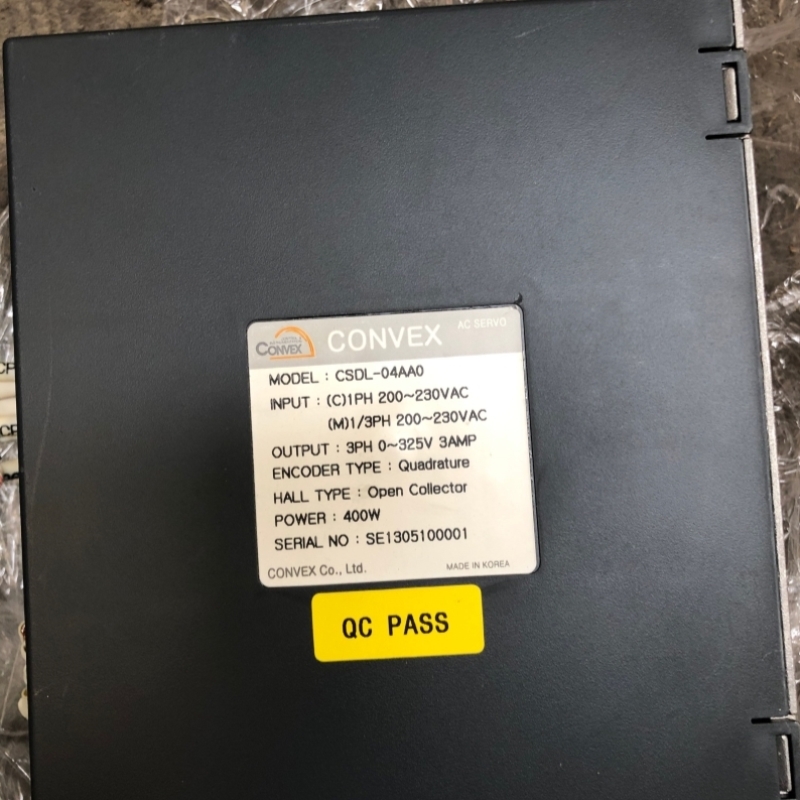 CONVEX
CONVEX
AC SERVO
MODEL : CSDL-04AA0
INPUT : (C)1PH 200~230VAC
(M)1/3PH 200~230VAC
OUTPUT : 3PH 0~325V 3AMP
ENCODER TYPE : Quadrature
HALL TYPE : Open Collector
POWER : 400W
SERIAL NO : SE1305100001
CONVEX Co., Ltd.
MADE IN KOREA
QC PASS